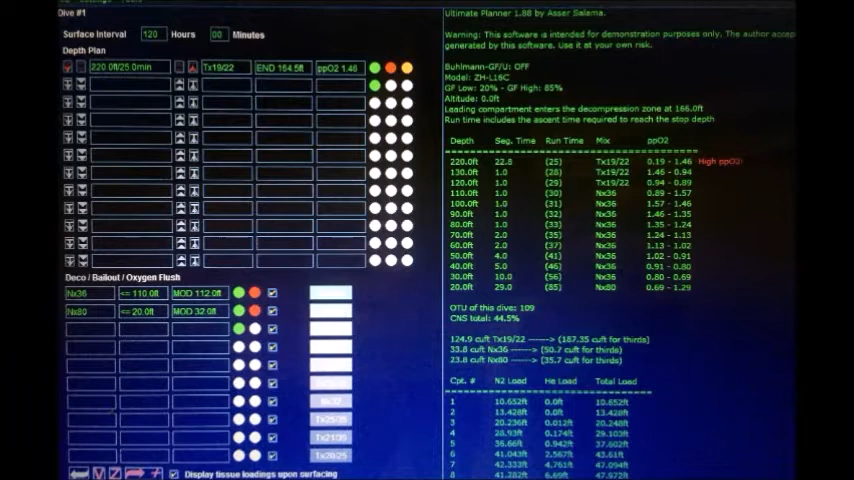 Dive #1
Surface Interval 120 Hours 00 Minutes
Depth Plan
220.0ft/25.0min Tx19/22 END 154.5ft ppO2 1.46
Deco / Bailout / Oxygen Flush
Nx36 <= 110.0ft MOD 112.0ft
Nx80 <= 20.0ft MOD 32.0ft
Nx32
Tx25/35
Tx21/35
Tx20/25
Display tissue loadings upon surfacing
Ultimate Planner 1.88 by Asser Salama.
Warning: This software is intended for demonstration purposes only. The author accep
generated by this software. Use it at your own risk.
Buhlmann-GF/U: OFF
Model: ZH-L16C
GF Low: 20% - GF High: 85%
Altitude: 0.0ft
Leading compartment enters the decompression zone at 166.0ft
Run time includes the ascent time required to reach the stop depth
Depth Seg. Time Run Time Mix ppO2
220.0ft 22.8 (25) Tx19/22 0.19 - 1.46 High ppO2!
130.0ft 1.0 (28) Tx19/22 1.46 - 0.94
120.0ft 1.0 (29) Tx19/22 0.94 - 0.89
110.0ft 1.0 (30) Nx36 0.89 - 1.57
100.0ft 1.0 (31) Nx36 1.57 - 1.46
90.0ft 1.0 (32) Nx36 1.46 - 1.35
80.0ft 1.0 (33) Nx36 1.35 - 1.24
70.0ft 2.0 (35) Nx36 1.24 - 1.13
60.0ft 2.0 (37) Nx36 1.13 - 1.02
50.0ft 4.0 (41) Nx36 1.02 - 0.91
40.0ft 5.0 (46) Nx36 0.91 - 0.80
30.0ft 10.0 (56) Nx36 0.80 - 0.69
20.0ft 29.0 (85) Nx80 0.69 - 1.29
OTU of this dive: 109
CNS total: 44.5%
124.9 cuft Tx19/22 ------> (187.35 cuft for thirds)
33.8 cuft Nx36 ------> (50.7 cuft for thirds)
23.8 cuft Nx80 ------> (35.7 cuft for thirds)
Cpt. # N2 Load He Load Total Load
1 10.652ft 0.0ft 10.652ft
2 13.428ft 0.0ft 13.428ft
3 20.236ft 0.012ft 20.248ft
4 28.93ft 0.174ft 29.103ft
5 36.66ft 0.942ft 37.602ft
6 41.043ft 2.567ft 43.61ft
7 42.333ft 4.761ft 47.094ft
8 41.282ft 6.69ft 47.972ft